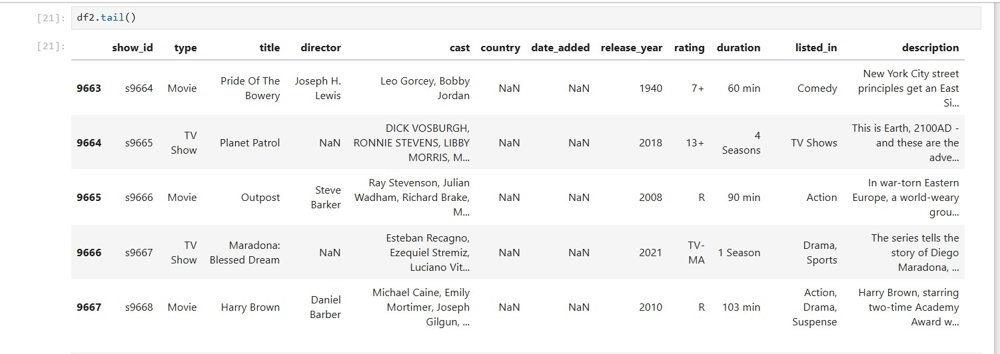 [21]: df2.tail()
[21]:
show_id type title director cast country date_added release_year rating duration listed_in description
9663 s9664 Movie Pride Of The Bowery Joseph H. Lewis Leo Gorcey, Bobby Jordan NaN NaN 1940 7+ 60 min Comedy New York City street principles get an East Si...
9664 s9665 TV Show Planet Patrol NaN DICK VOSBURGH, RONNIE STEVENS, LIBBY MORRIS, M... NaN NaN 2018 13+ 4 Seasons TV Shows This is Earth, 2100AD - and these are the adve...
9665 s9666 Movie Outpost Steve Barker Ray Stevenson, Julian Wadham, Richard Brake, M... NaN NaN 2008 R 90 min Action In war-torn Eastern Europe, a world-weary grou...
9666 s9667 TV Show Maradona: Blessed Dream NaN Esteban Recagno, Ezequiel Stremiz, Luciano Vit... NaN NaN 2021 TV-MA 1 Season Drama, Sports The series tells the story of Diego Maradona, ...
9667 s9668 Movie Harry Brown Daniel Barber Michael Caine, Emily Mortimer, Joseph Gilgun, ... NaN NaN 2010 R 103 min Action, Drama, Suspense Harry Brown, starring two-time Academy Award w...